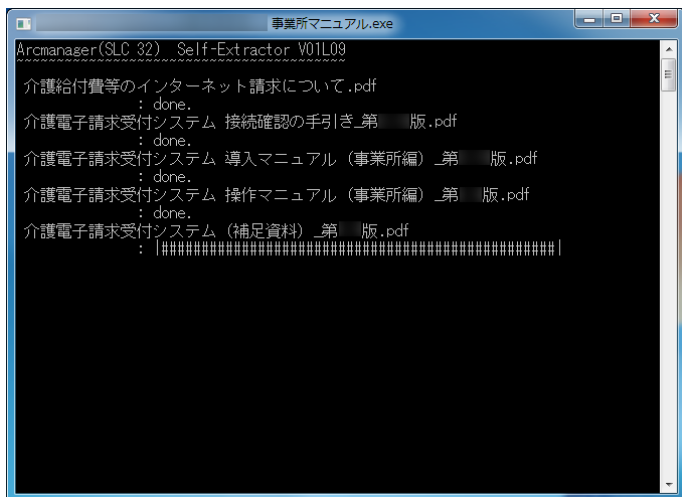 事業所マニュアル.exe
Arcmanager(SLC 32) Self-Extractor V01L09
~~~~~~~~~~~~~~~~~~~~~~~~~~~~~~~~~~~~~~~~
介護給付費等のインターネット請求について.pdf
: done.
介護電子請求受付システム 接続確認の手引き_第 版.pdf
: done.
介護電子請求受付システム 導入マニュアル（事業所編）_第 版.pdf
: done.
介護電子請求受付システム 操作マニュアル（事業所編）_第 版.pdf
: done.
介護電子請求受付システム（補足資料）_第 版.pdf
: |##################################################|